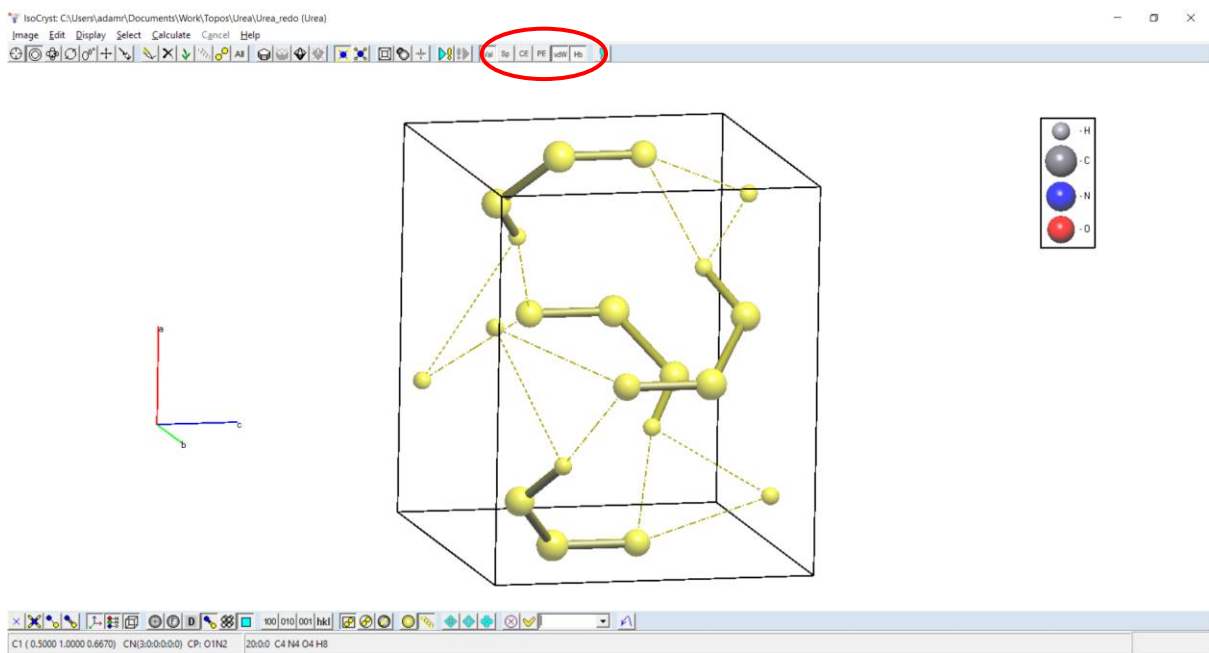 IsoCryst: C:\Users\adamr\Documents\Work\Topos\Urea\Urea_redo (Urea)
Image Edit Display Select Calculate Cancel Help
All Val Sp CE PE vdW Hb
- H
- C
- N
- O
a
c
b
D 100 010 001 hkl
C1 ( 0.5000 1.0000 0.6670) CN(3:0:0:0:0:0) CP: O1N2 20:0:0 C4 N4 O4 H8